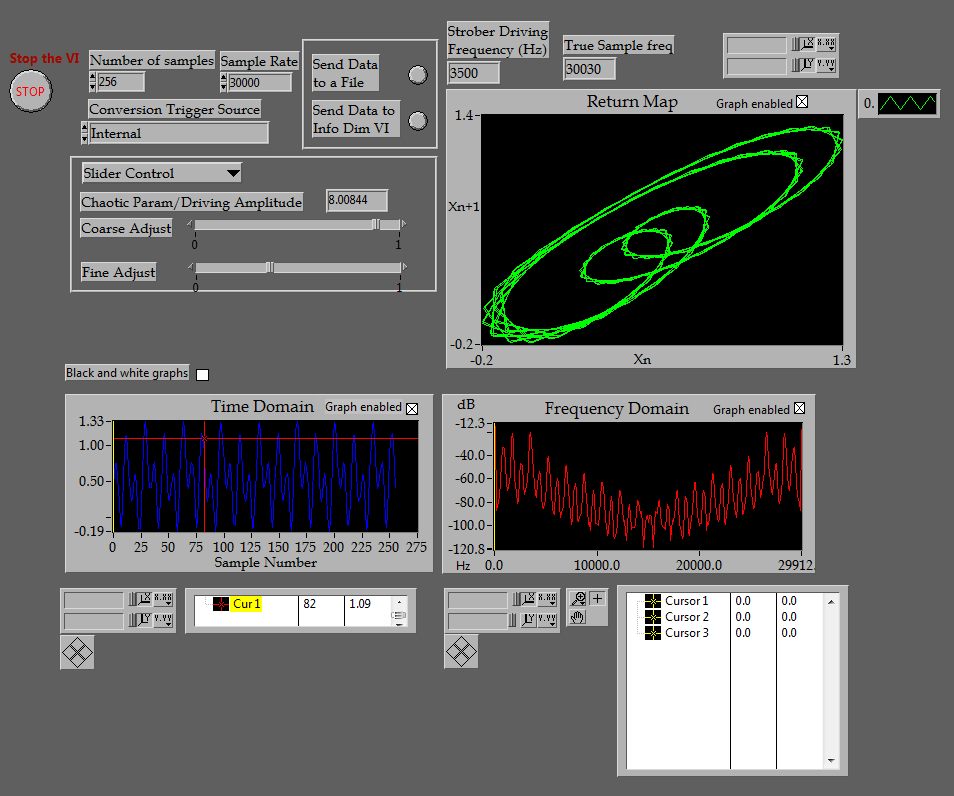 Stop the VI
STOP
Number of samples
256
Sample Rate
30000
Conversion Trigger Source
Internal
Send Data
to a File
Send Data to
Info Dim VI
Strober Driving
Frequency (Hz)
3500
True Sample freq
30030
Slider Control
Chaotic Param/Driving Amplitude
8.00844
Coarse Adjust
0 1
Fine Adjust
0 1
Return Map
Graph enabled
0.
1.4
Xn+1
-0.2
-0.2 Xn 1.3
Black and white graphs
Time Domain
Graph enabled
1.33
1.00
0.50
-0.19
0 25 50 75 100 125 150 175 200 225 250 275
Sample Number
dB
Frequency Domain
Graph enabled
-12.3
-40.0
-60.0
-80.0
-100.0
-120.8
Hz 0.0 10000.0 20000.0 29912.
Cur 1 82 1.09
Cursor 1 0.0 0.0
Cursor 2 0.0 0.0
Cursor 3 0.0 0.0